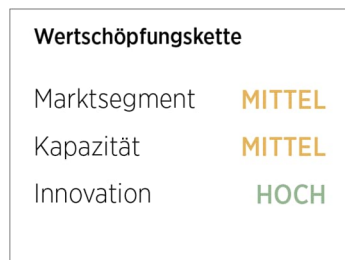 Wertschöpfungskette
Marktsegment MITTEL
Kapazität MITTEL
Innovation HOCH